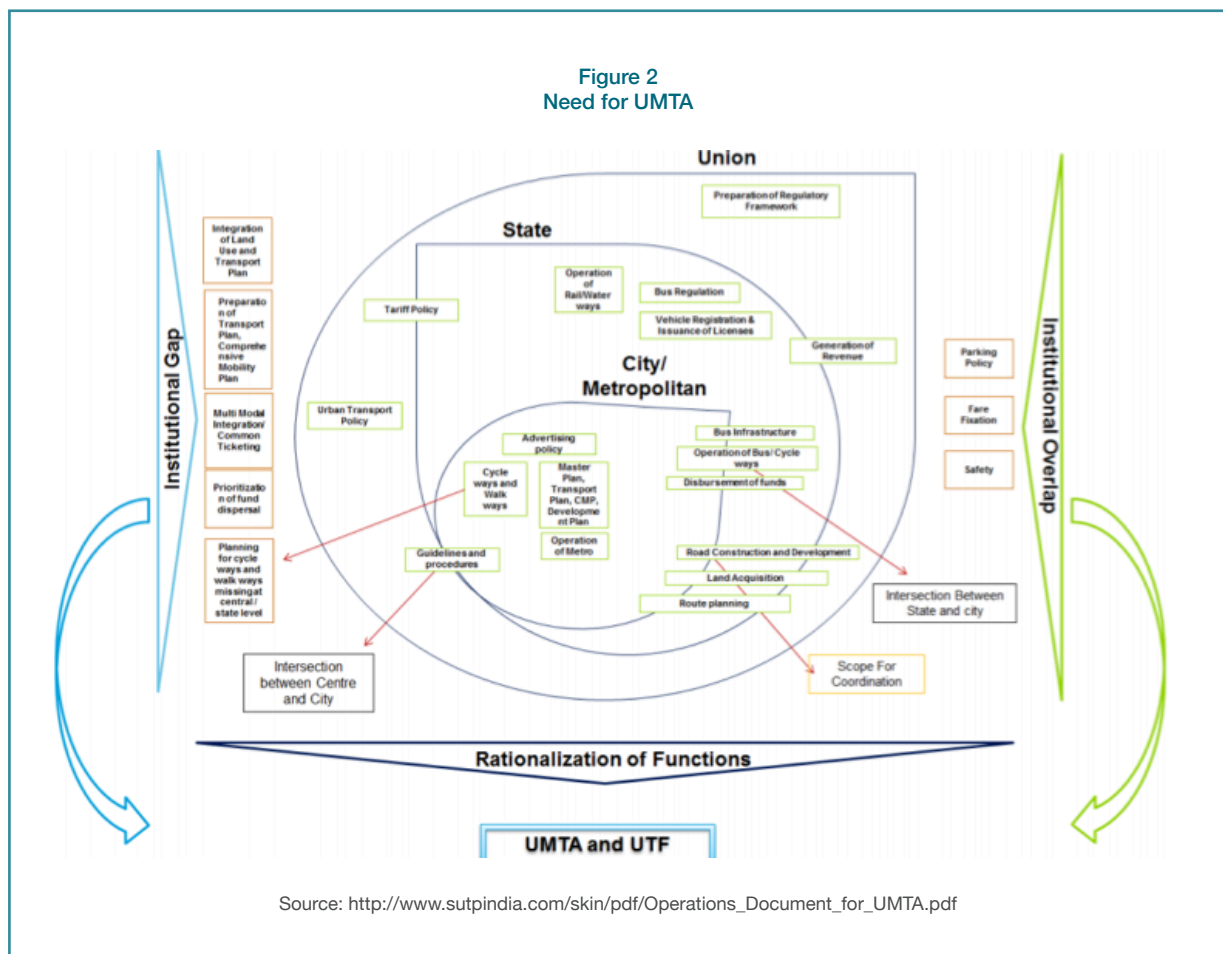 Figure 2
Need for UMTA
Union
Preparation of Regulatory
Framework
State
Integration
of Land
Use and
Transport
Plan
Operation
of
Rail/Water
ways
Bus Regulation
Tariff Policy
Vehicle Registration &
Issuance of Licenses
Preparatio
n of
Transport
Plan,
Comprehe
nsive
Mobility
Plan
Generation of
Revenue
Parking
Policy
City/
Metropolitan
Institutional Gap
Institutional Overlap
Multi Modal
Integration/
Common
Ticketing
Urban Transport
Policy
Fare
Fixation
Advertising
policy
Bus Infrastructure
Operation of Bus/ Cycle
ways
Disbursement of funds
Safety
Cycle
ways and
Walk
ways
Master
Plan,
Transport
Plan, CMP,
Developme
nt Plan
Prioritizatio
n of fund
dispersal
Operation
of Metro
Planning
for cycle
ways and
walk ways
missingat
central /
state level
Guidelines and
procedures
Road Construction and Development
Land Acquisition
Route planning
Intersection Between
State and city
Intersection
between Centre
and City
Scope For
Coordination
Rationalization of Functions
UMTA and UTF
Source: http://www.sutpindia.com/skin/pdf/Operations_Document_for_UMTA.pdf